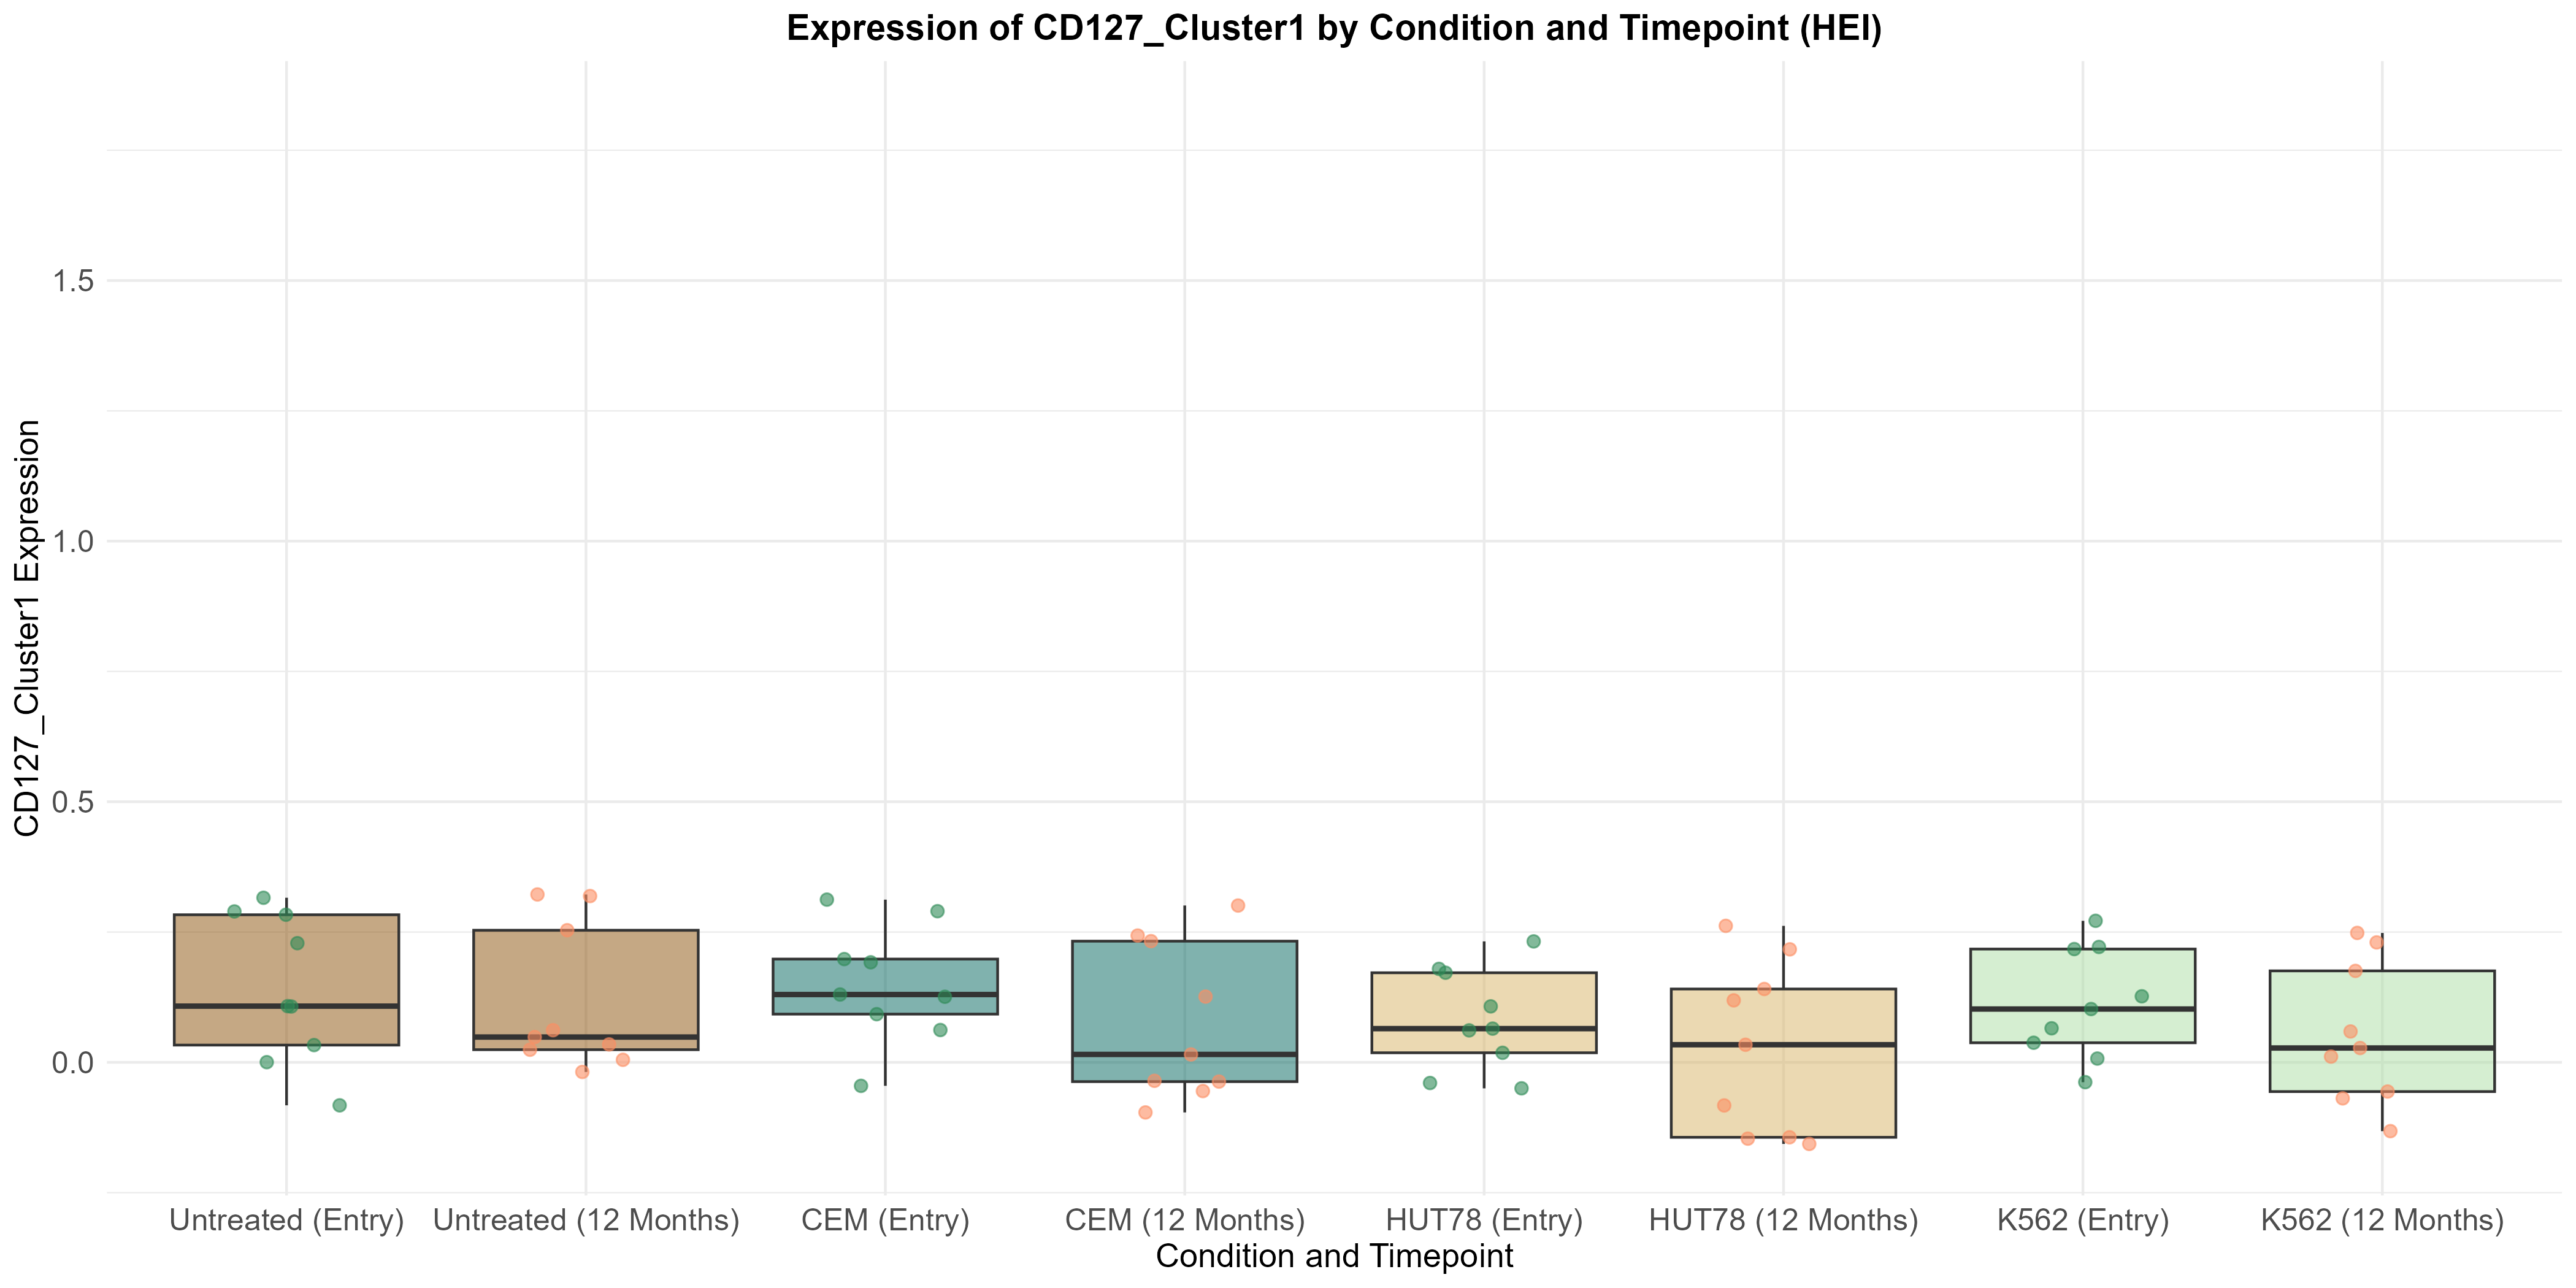 Expression of CD127_Cluster1 by Condition and Timepoint (HEI)
CD127_Cluster1 Expression
1.5
1.0
0.5
0.0
Untreated (Entry) Untreated (12 Months) CEM (Entry) CEM (12 Months) HUT78 (Entry) HUT78 (12 Months) K562 (Entry) K562 (12 Months)
Condition and Timepoint